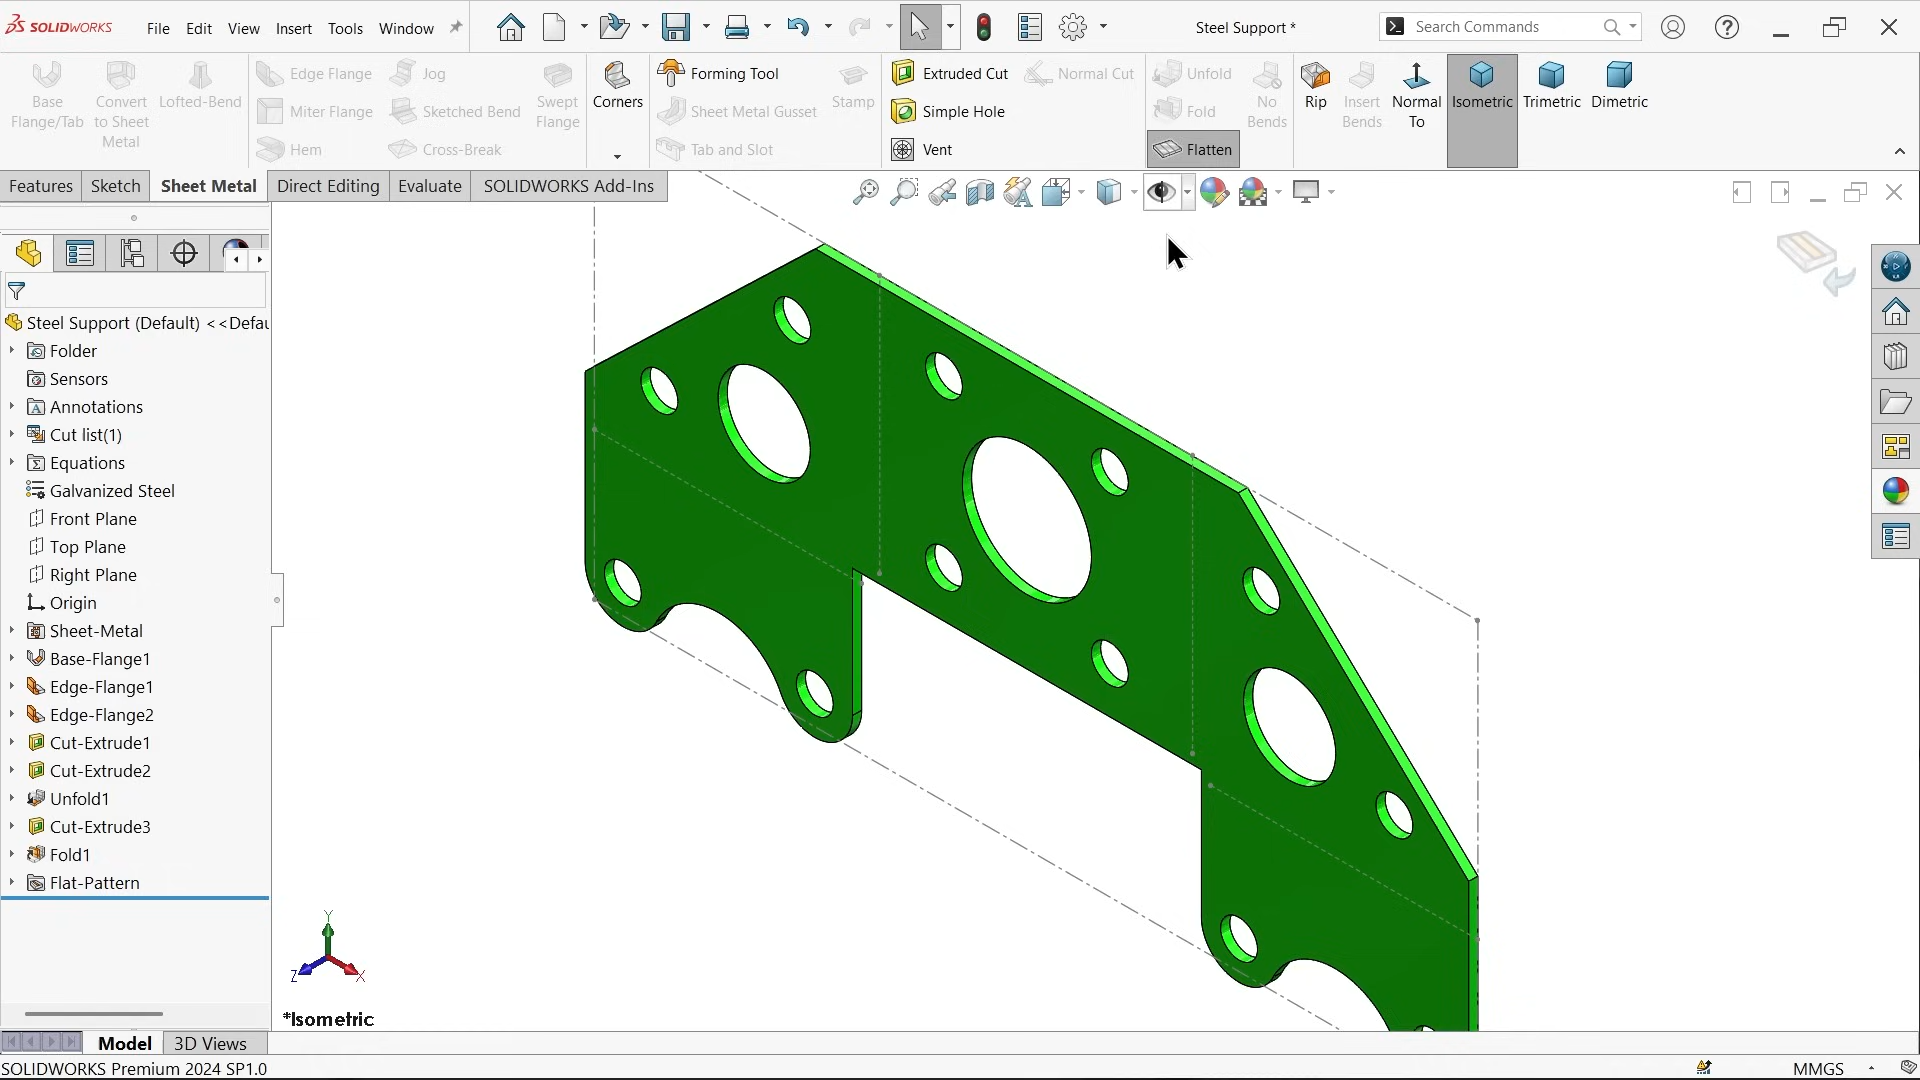 SOLIDWORKS File Edit View Insert Tools Window Steel Support * Search Commands
Base Flange/Tab
Convert to Sheet Metal
Lofted-Bend
Edge Flange
Miter Flange
Hem
Jog
Sketched Bend
Cross-Break
Swept Flange
Corners
Forming Tool
Sheet Metal Gusset
Tab and Slot
Stamp
Extruded Cut
Simple Hole
Vent
Normal Cut
Unfold
Fold
Flatten
No Bends
Rip
Insert Bends
Normal To
Isometric
Trimetric
Dimetric
Features Sketch Sheet Metal Direct Editing Evaluate SOLIDWORKS Add-Ins
Steel Support (Default) <<Defau
Folder
Sensors
Annotations
Cut list(1)
Equations
Galvanized Steel
Front Plane
Top Plane
Right Plane
Origin
Sheet-Metal
Base-Flange1
Edge-Flange1
Edge-Flange2
Cut-Extrude1
Cut-Extrude2
Unfold1
Cut-Extrude3
Fold1
Flat-Pattern
Y
Z X
*Isometric
Model 3D Views
SOLIDWORKS Premium 2024 SP1.0 MMGS